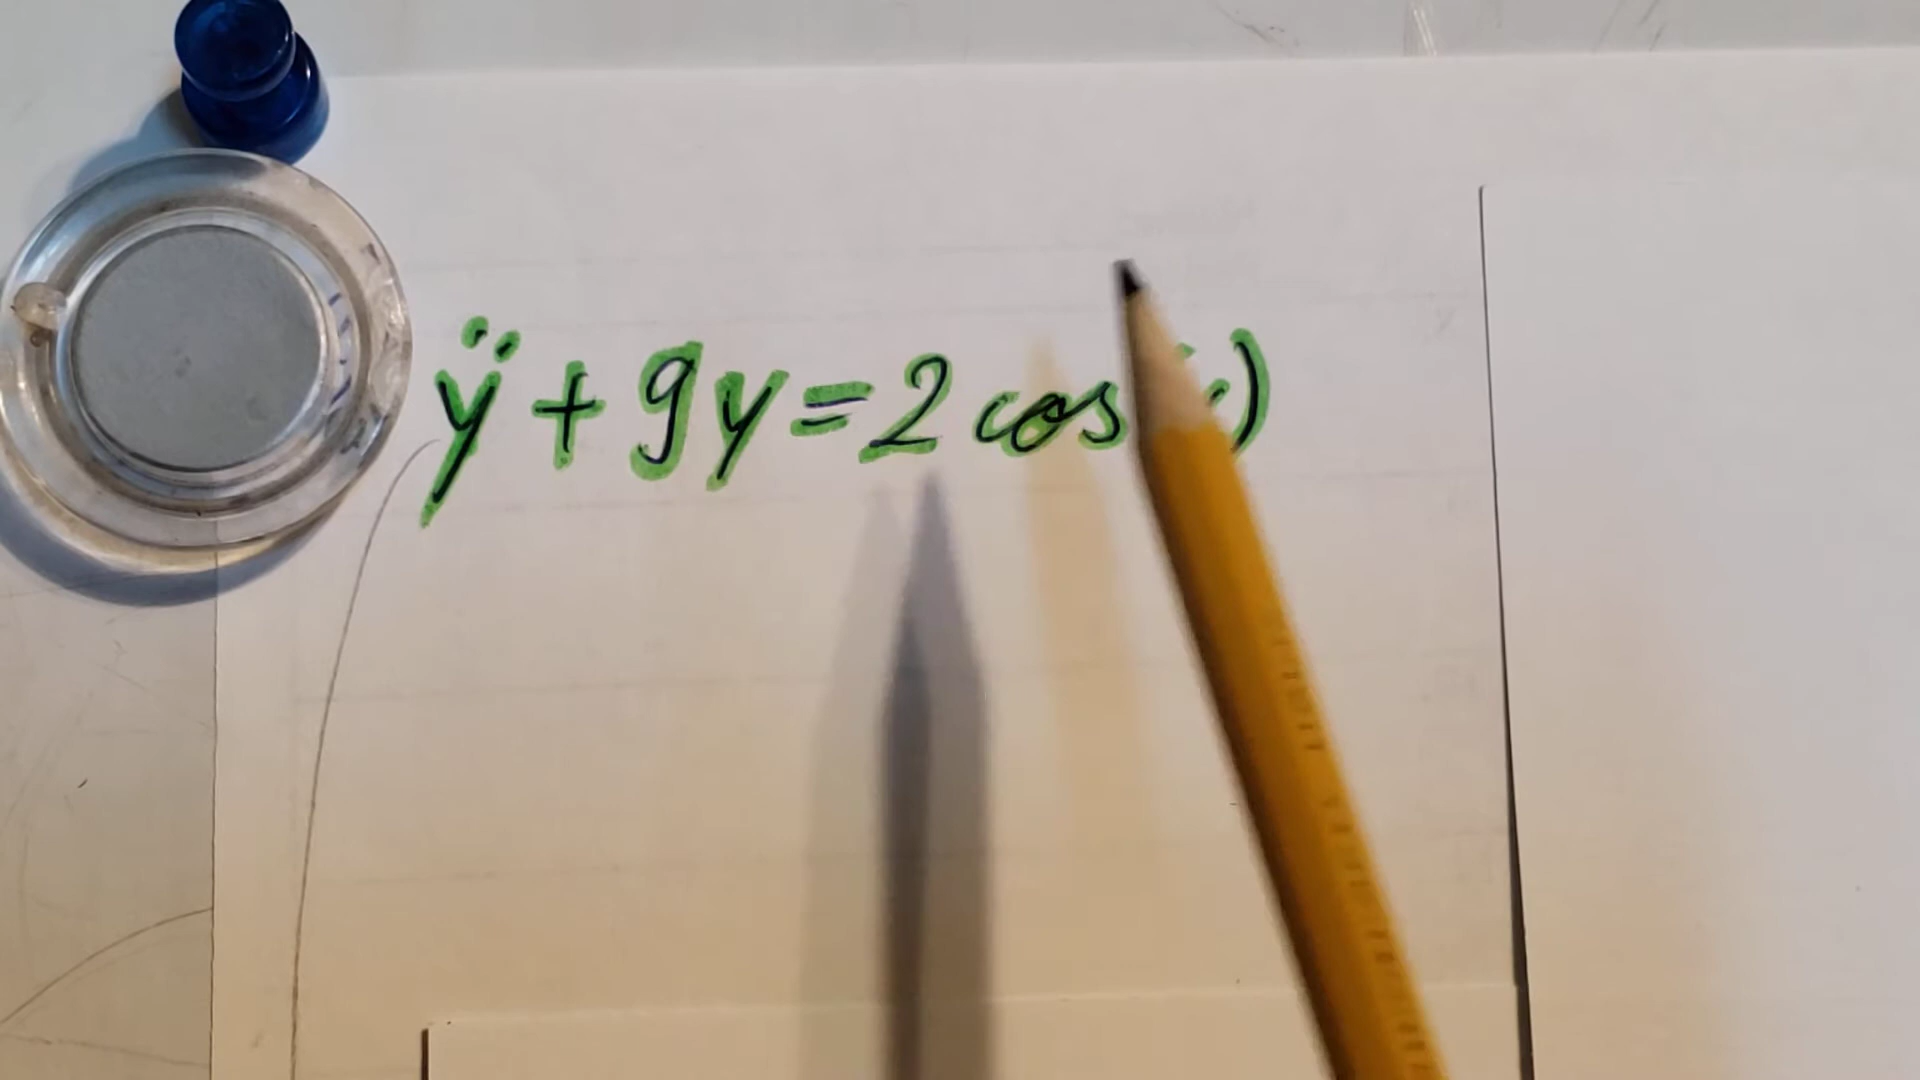 ÿ + 9y = 2 cos )